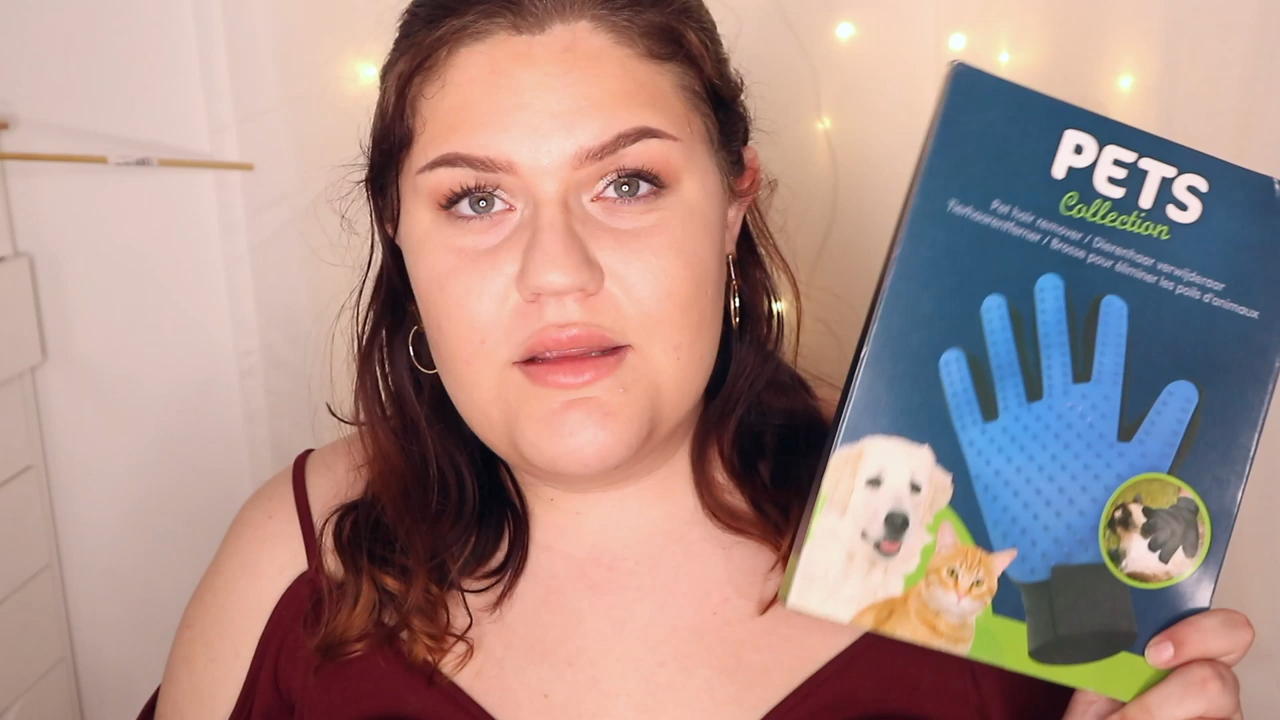 PETS
Collection
Pet hair remover / Dierenhaar verwijderaar
Tierhaarentferner / Brosse pour éliminer les poils d'animaux